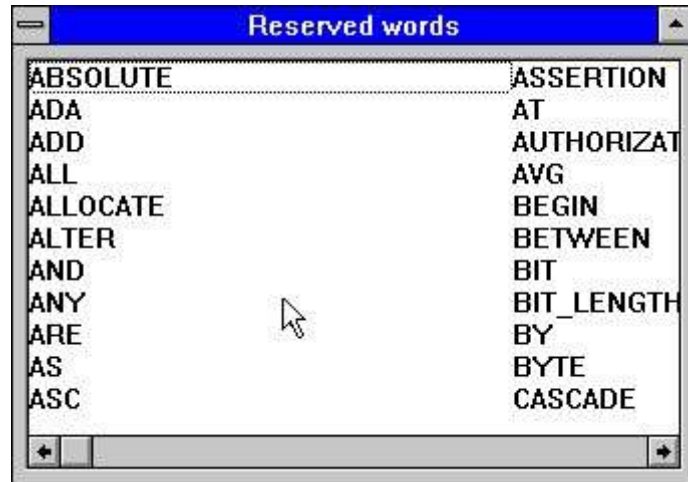 Reserved words
ABSOLUTE
ADA
ADD
ALL
ALLOCATE
ALTER
AND
ANY
ARE
AS
ASC
ASSERTION
AT
AUTHORIZAT
AVG
BEGIN
BETWEEN
BIT
BIT_LENGTH
BY
BYTE
CASCADE